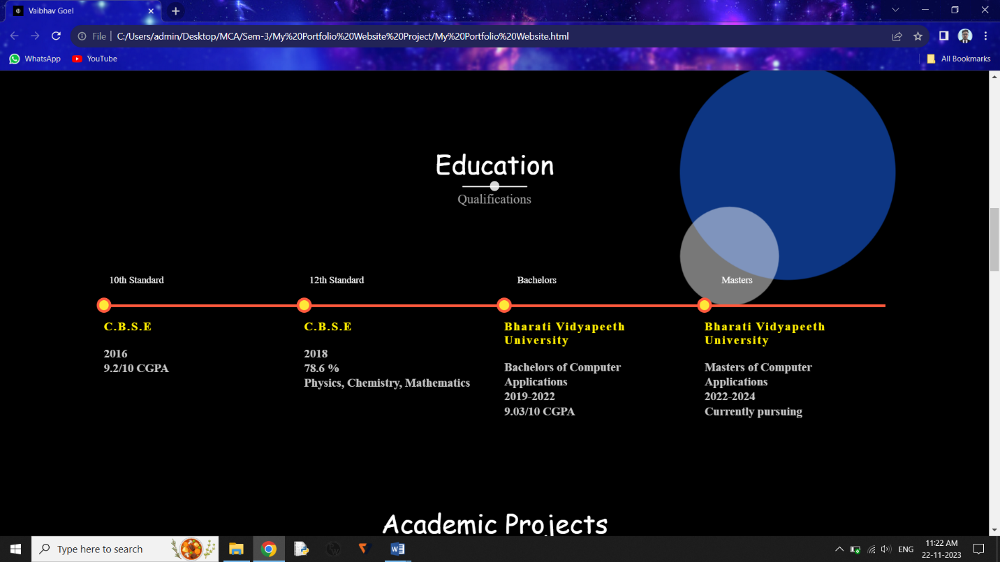 Vaibhav Goel
File
C:/Users/admin/Desktop/MCA/Sem-3/My%20Portfolio%20Website%20Project/My%20Portfolio%20Website.html
WhatsApp
YouTube
All Bookmarks
Education
Qualifications
10th Standard
12th Standard
Bachelors
Masters
C.B.S.E
2016
9.2/10 CGPA
C.B.S.E
2018
78.6 %
Physics, Chemistry, Mathematics
Bharati Vidyapeeth
University
Bachelors of Computer
Applications
2019-2022
9.03/10 CGPA
Bharati Vidyapeeth
University
Masters of Computer
Applications
2022-2024
Currently pursuing
Academic Projects
Type here to search
ENG
11:22 AM
22-11-2023